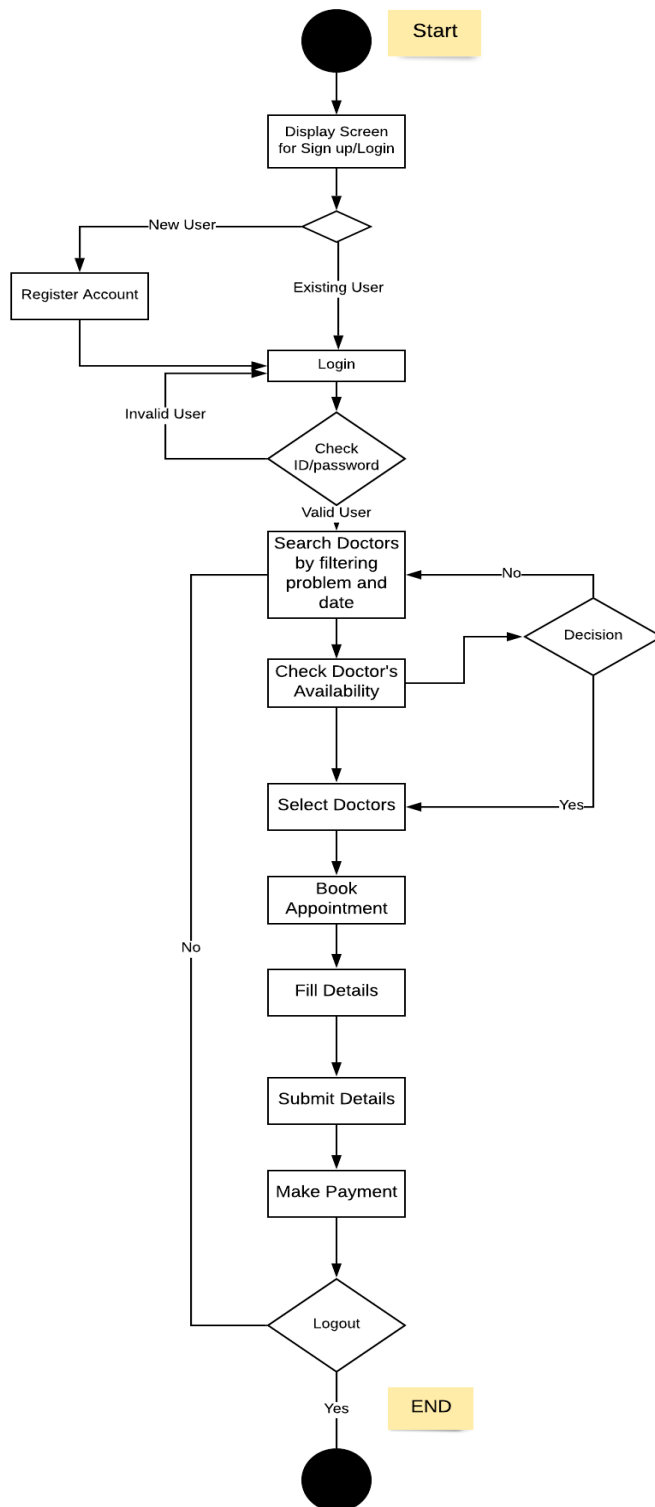 Start
Display Screen
for Sign up/Login
New User
Existing User
Register Account
Login
Invalid User
Check
ID/password
Valid User
Search Doctors
by filtering
problem and
date
No
Decision
Check Doctor's
Availability
Select Doctors
Yes
Book
Appointment
No
Fill Details
Submit Details
Make Payment
Logout
Yes
END